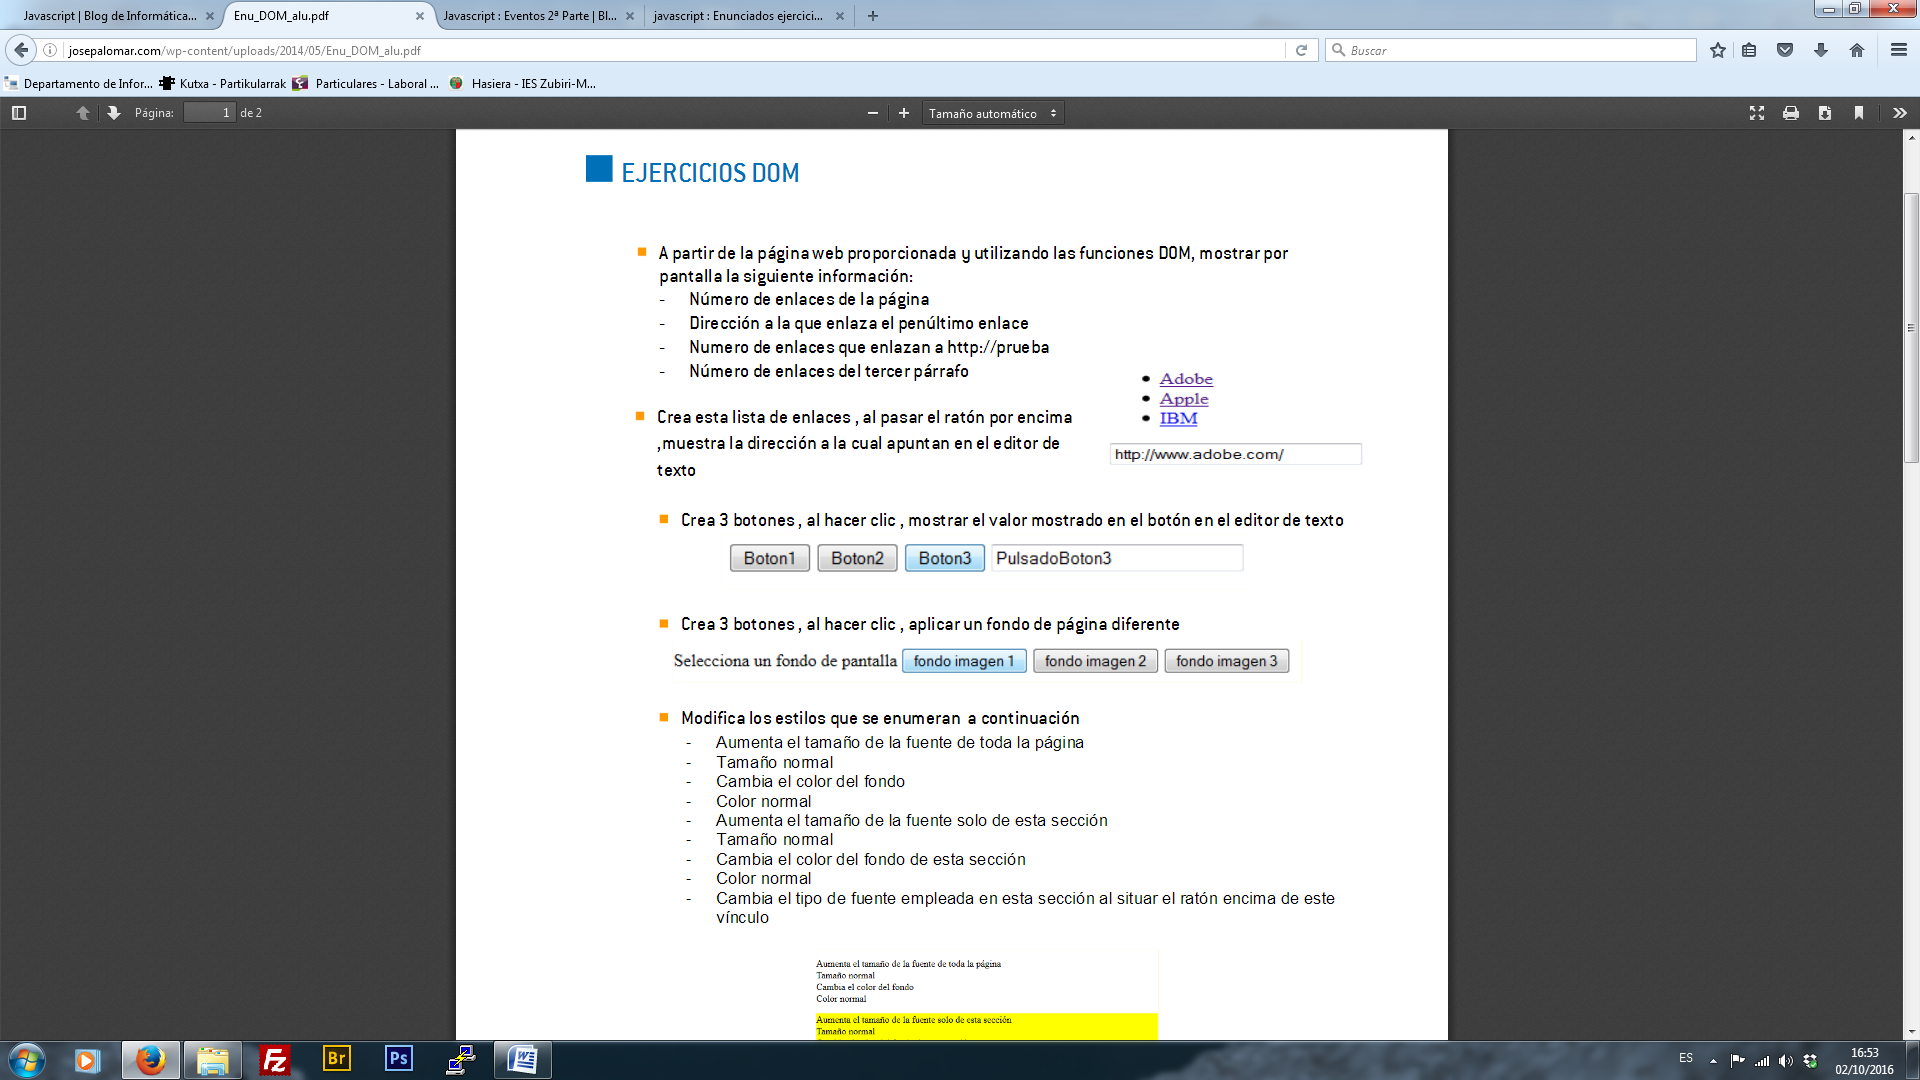 Javascript | Blog de Informática...
Enu_DOM_alu.pdf
Javascript : Eventos 2ª Parte | Bl...
javascript : Enunciados ejercici...
josepalomar.com/wp-content/uploads/2014/05/Enu_DOM_alu.pdf
Buscar
Departamento de Infor...
Kutxa - Partikularrak
Particulares - Laboral ...
Hasiera - IES Zubiri-M...
Página: 1 de 2
Tamaño automático
EJERCICIOS DOM
A partir de la página web proporcionada y utilizando las funciones DOM, mostrar por
pantalla la siguiente información:
- Número de enlaces de la página
- Dirección a la que enlaza el penúltimo enlace
- Numero de enlaces que enlazan a http://prueba
- Número de enlaces del tercer párrafo
Adobe
Apple
IBM
http://www.adobe.com/
Crea esta lista de enlaces , al pasar el ratón por encima
,muestra la dirección a la cual apuntan en el editor de
texto
Crea 3 botones , al hacer clic , mostrar el valor mostrado en el botón en el editor de texto
Boton1 Boton2 Boton3 PulsadoBoton3
Crea 3 botones , al hacer clic , aplicar un fondo de página diferente
Selecciona un fondo de pantalla fondo imagen 1 fondo imagen 2 fondo imagen 3
Modifica los estilos que se enumeran a continuación
- Aumenta el tamaño de la fuente de toda la página
- Tamaño normal
- Cambia el color del fondo
- Color normal
- Aumenta el tamaño de la fuente solo de esta sección
- Tamaño normal
- Cambia el color del fondo de esta sección
- Color normal
- Cambia el tipo de fuente empleada en esta sección al situar el ratón encima de este
vínculo
Aumenta el tamaño de la fuente de toda la página
Tamaño normal
Cambia el color del fondo
Color normal
Aumenta el tamaño de la fuente solo de esta sección
Tamaño normal
Fz
Br
Ps
W
ES
16:53
02/10/2016